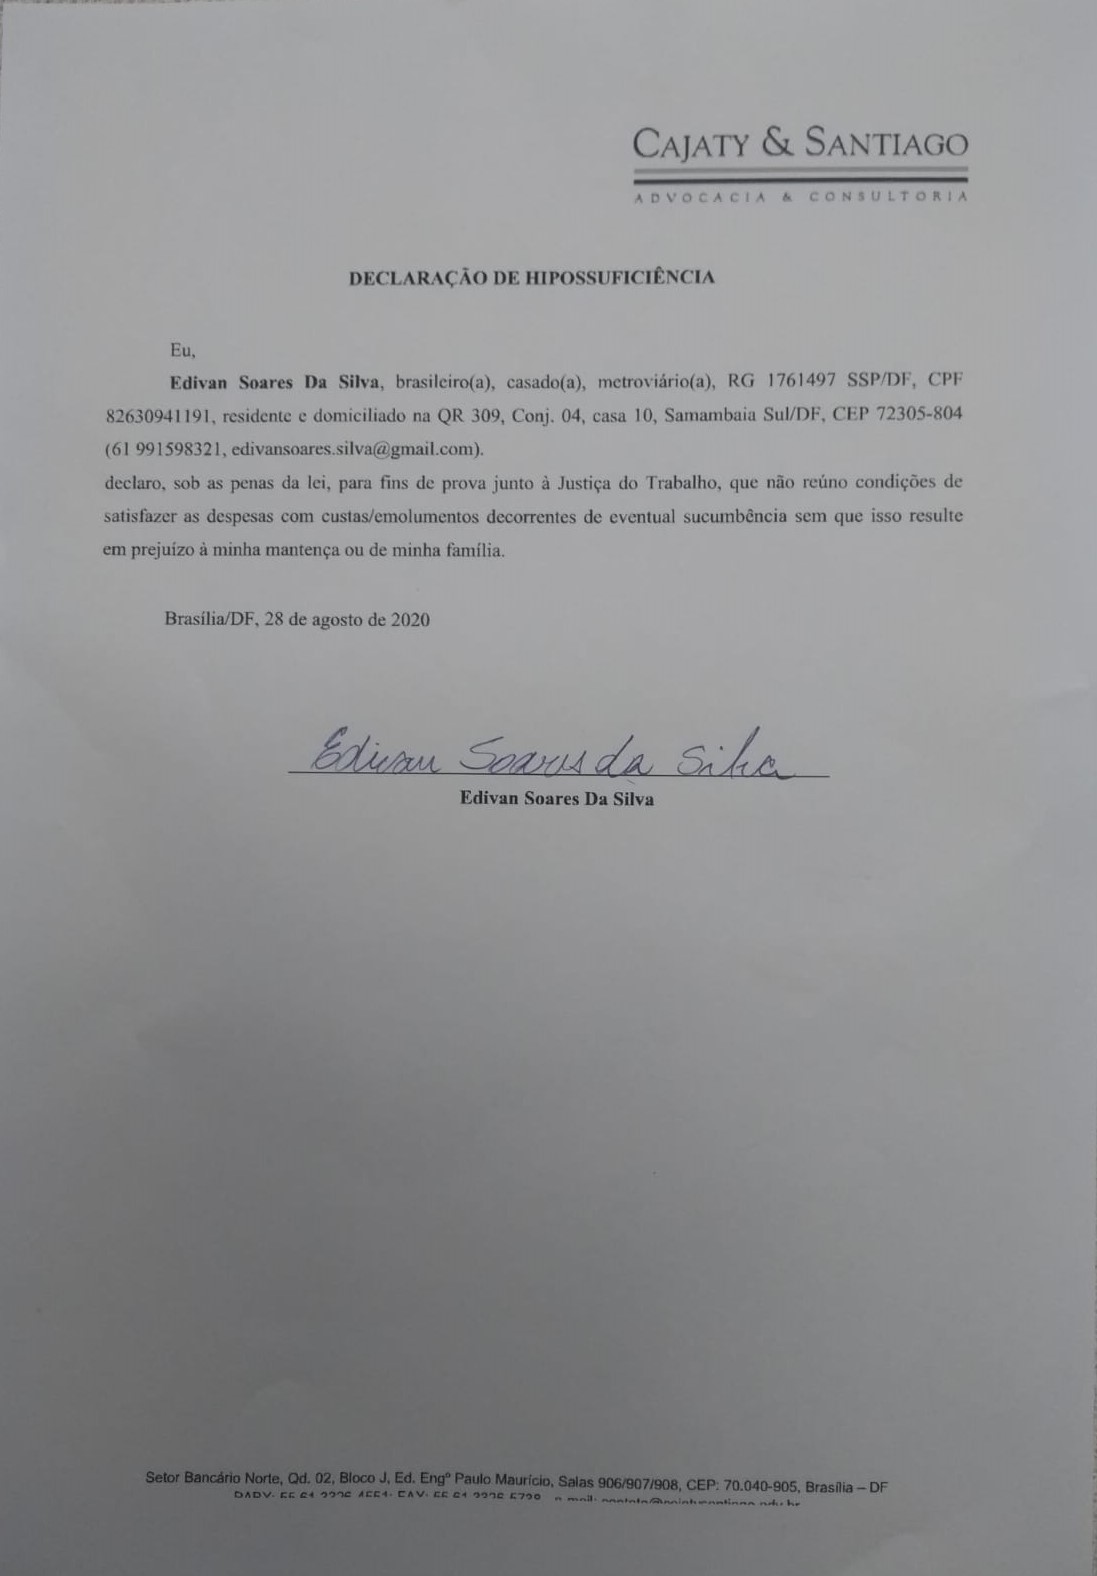 CAJATY & SANTIAGO
ADVOCACIA & CONSULTORIA
DECLARAÇÃO DE HIPOSSUFICIÊNCIA
Eu,
Edivan Soares Da Silva, brasileiro(a), casado(a), metroviário(a), RG 1761497 SSP/DF, CPF
82630941191, residente e domiciliado na QR 309, Conj. 04, casa 10, Samambaia Sul/DF, CEP 72305-804
(61 991598321, edivansoares.silva@gmail.com).
declaro, sob as penas da lei, para fins de prova junto à Justiça do Trabalho, que não reúno condições de
satisfazer as despesas com custas/emolumentos decorrentes de eventual sucumbência sem que isso resulte
em prejuízo à minha mantença ou de minha família.
Brasília/DF, 28 de agosto de 2020
Edivan Soares da Silva
Edivan Soares Da Silva
Setor Bancário Norte, Qd. 02, Bloco J, Ed. Engº Paulo Maurício, Salas 906/907/908, CEP: 70.040-905, Brasília – DF